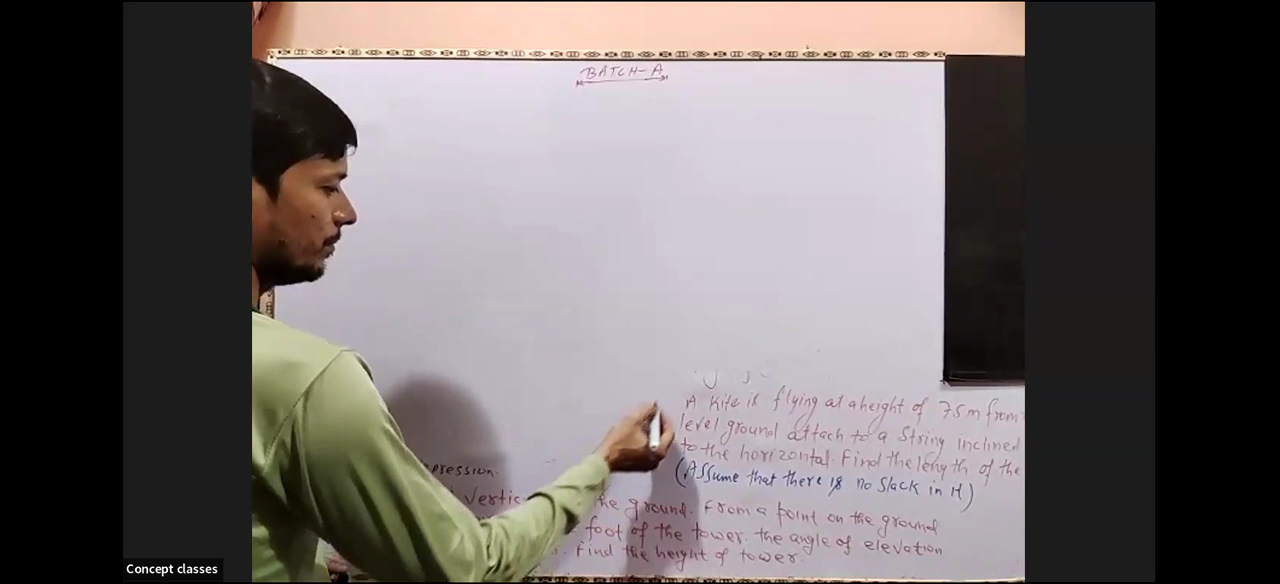 BATCH-A
A Kite is flying at a height of 75m from
level ground attach to a String inclined
to the horizontal. Find the length of the
(Assume that there is no Slack in it)
pression.
vertic he ground. From a point on the ground
foot of the tower. the angle of elevation
s. Find the height of tower.
Concept classes